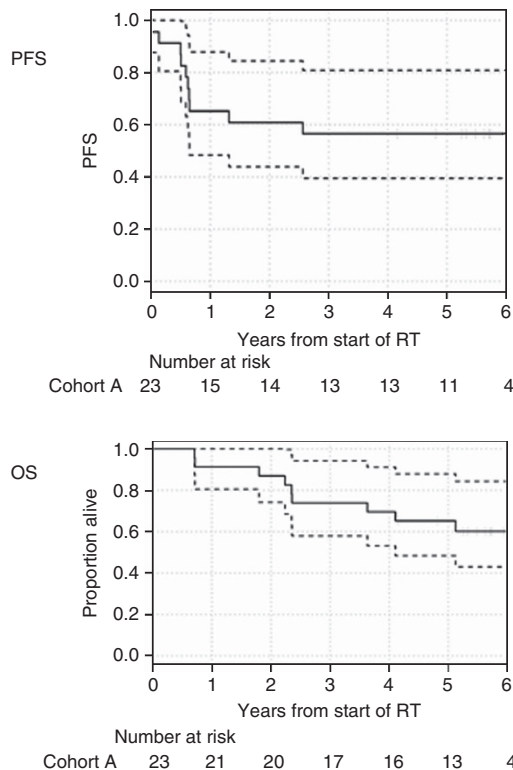 PFS
PFS
1.0
0.8
0.6
0.4
0.2
0.0
0 1 2 3 4 5 6
Years from start of RT
Number at risk
Cohort A 23 15 14 13 13 11 4
OS
Proportion alive
1.0
0.8
0.6
0.4
0.2
0.0
0 1 2 3 4 5 6
Years from start of RT
Number at risk
Cohort A 23 21 20 17 16 13 4